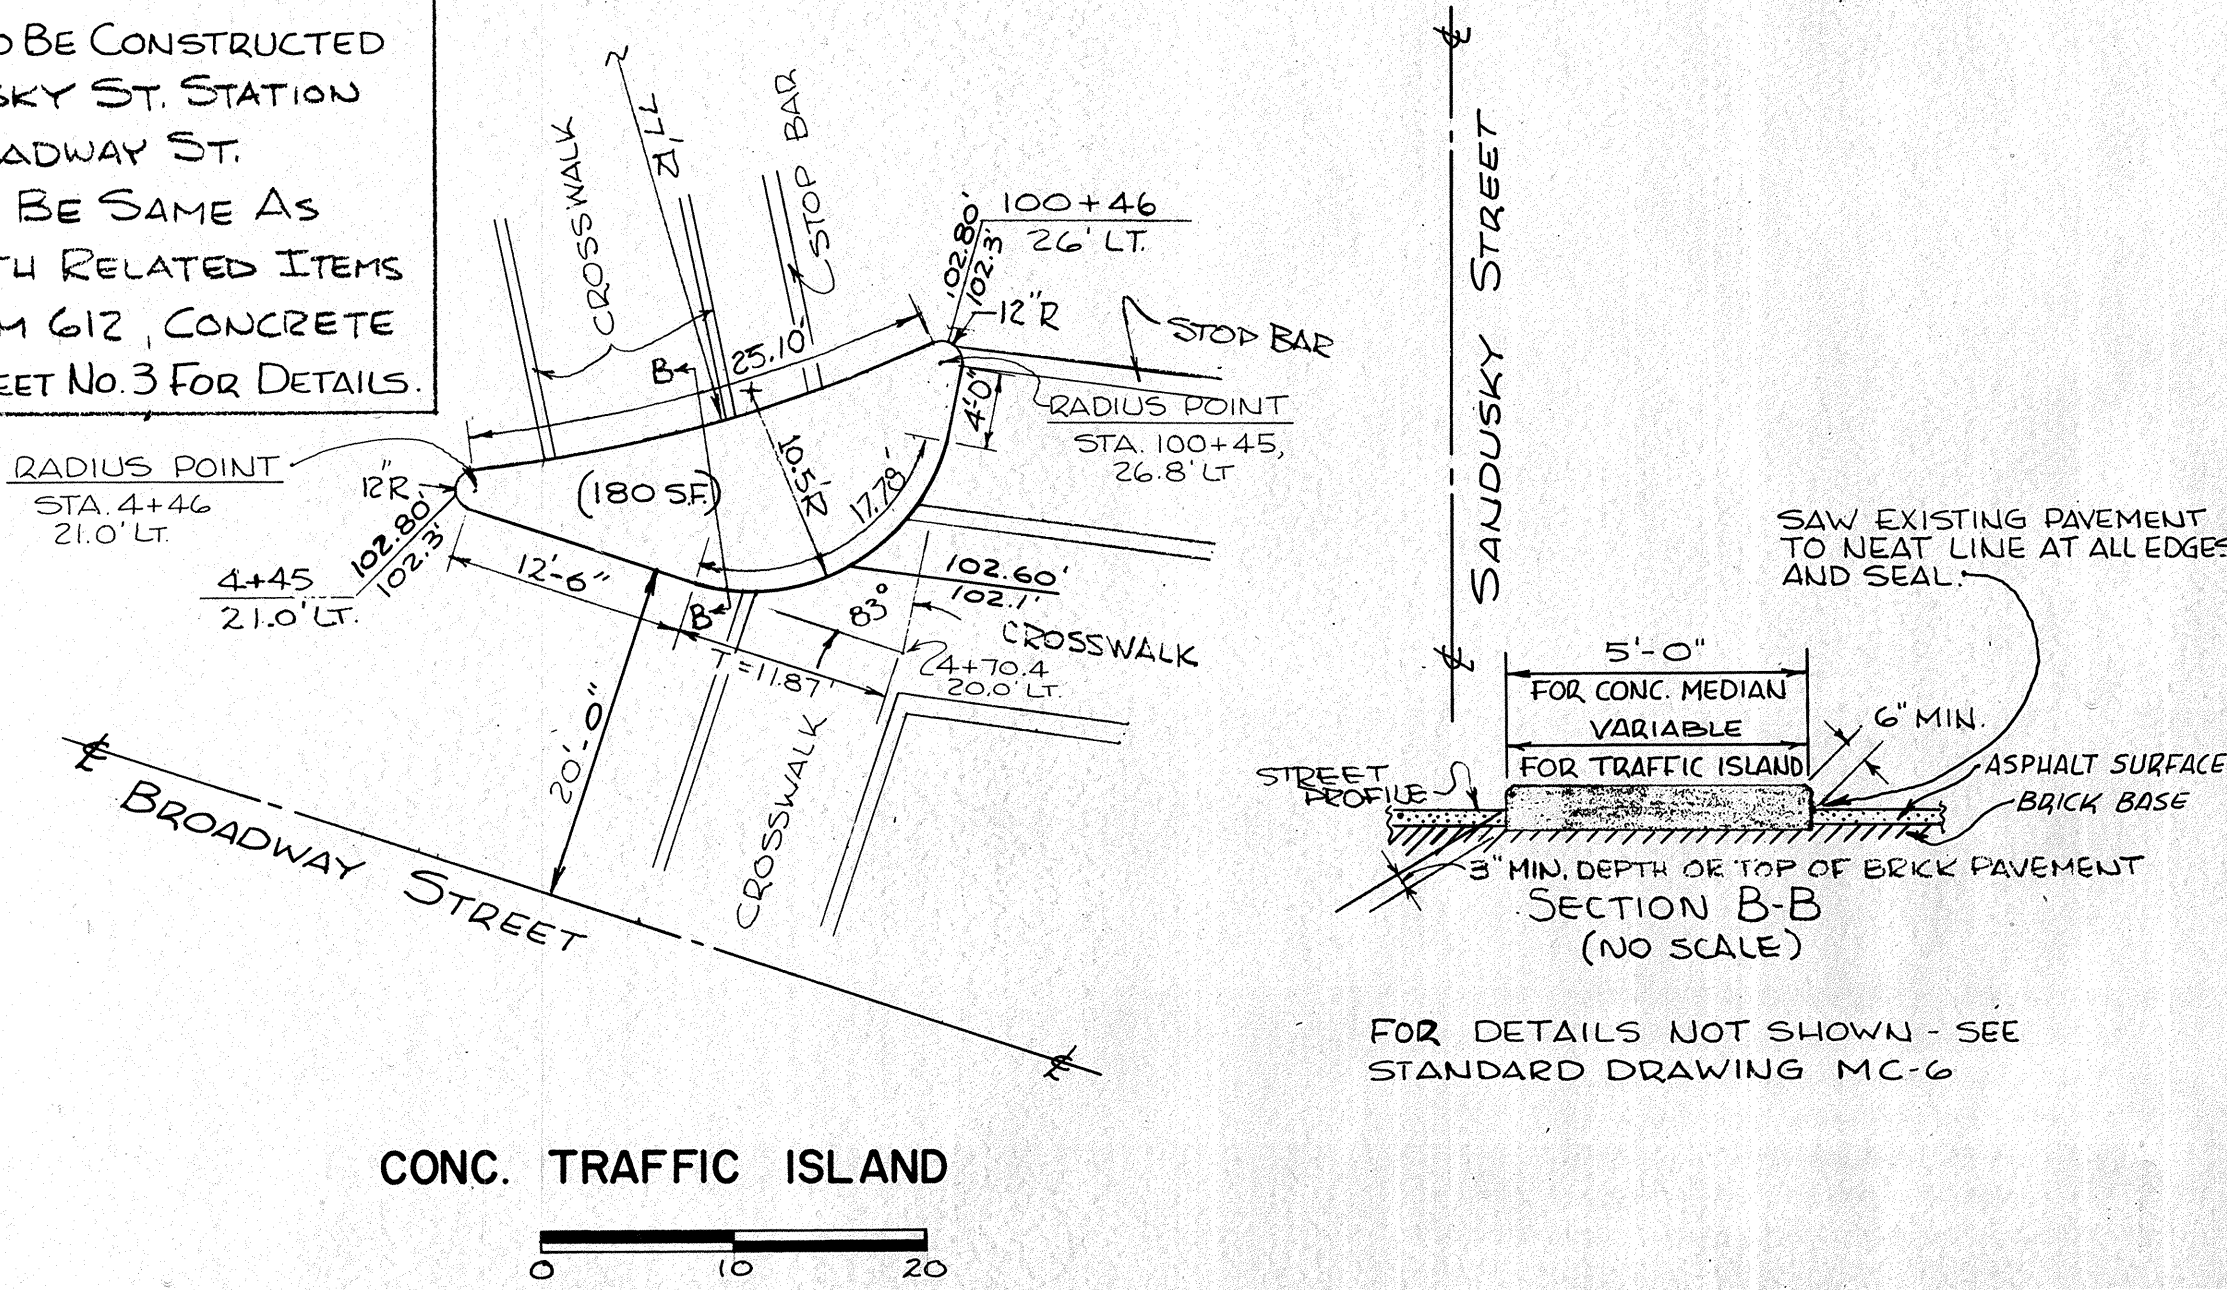 BE CONSTRUCTED
SKY ST. STATION
ADWAY ST.
BE SAME AS
TH RELATED ITEMS
M 612, CONCRETE
EET NO. 3 FOR DETAILS.
CROSSWALK
77'R
STOP BAR
100+46
26' LT.
102.80'
102.3'
12"R
STOP BAR
25.10'
B
RADIUS POINT
STA. 100+45,
26.8' LT
4'-0"
RADIUS POINT
STA. 4+46
21.0' LT.
12"R
(180 S.F.)
10.5'R
17.78'
102.80'
102.3'
4+45
21.0' LT.
12'-6"
B
102.60'
102.1'
83°
CROSSWALK
4+70.4
20.0' LT.
T=11.87'
20'-0"
CROSSWALK
℄
BROADWAY STREET
℄
CONC. TRAFFIC ISLAND
0 10 20
℄
SANDUSKY STREET
℄
SAW EXISTING PAVEMENT
TO NEAT LINE AT ALL EDGES
AND SEAL.
5'-0"
FOR CONC. MEDIAN
VARIABLE
FOR TRAFFIC ISLAND
6" MIN.
STREET
PROFILE
ASPHALT SURFACE
BRICK BASE
3" MIN. DEPTH OR TOP OF BRICK PAVEMENT
SECTION B-B
(NO SCALE)
FOR DETAILS NOT SHOWN - SEE
STANDARD DRAWING MC-6